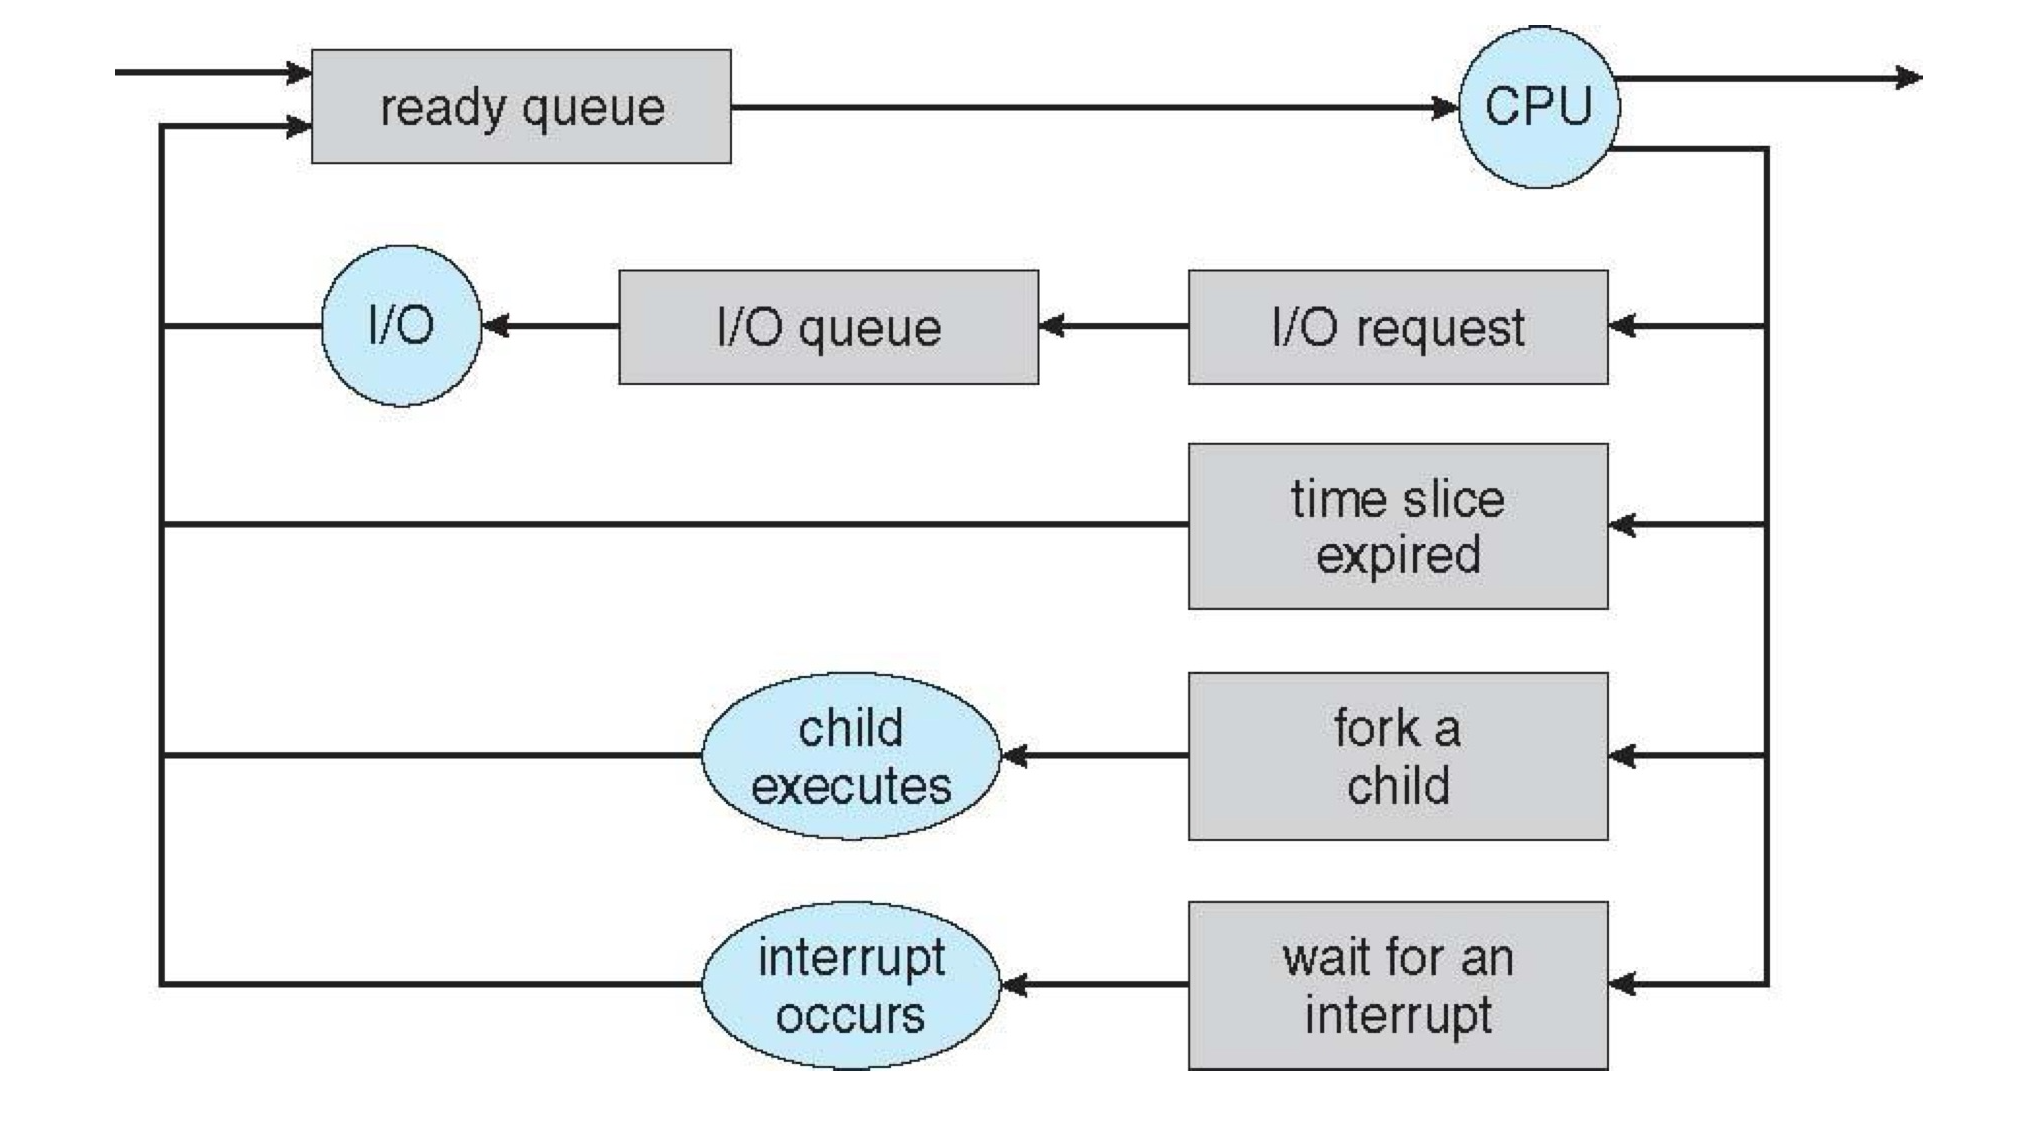 ready queue
CPU
I/O
I/O queue
I/O request
time slice
expired
child
executes
fork a
child
interrupt
occurs
wait for an
interrupt